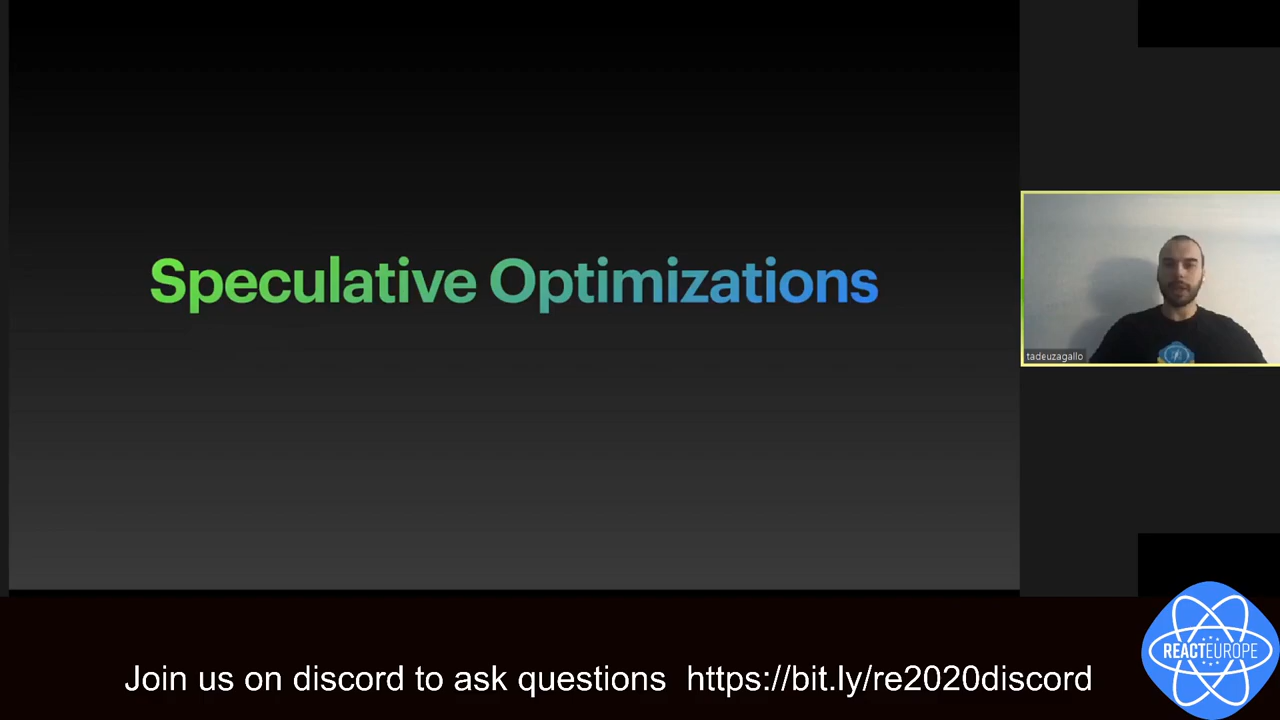 Speculative Optimizations
tadeuzagallo
REACTEUROPE
Join us on discord to ask questions https://bit.ly/re2020discord